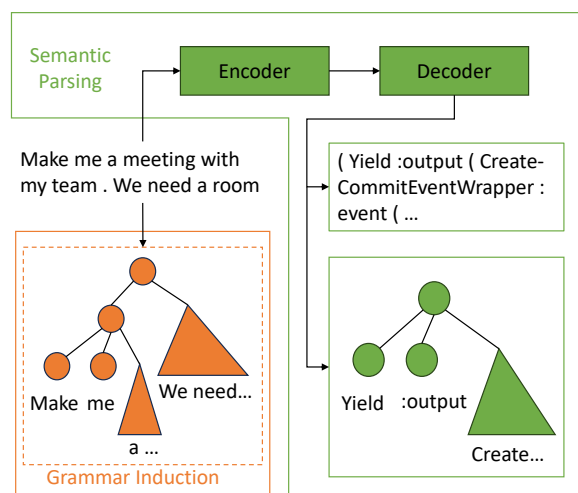 Semantic
Parsing
Encoder
Decoder
Make me a meeting with
my team . We need a room
( Yield :output ( Create-
CommitEventWrapper :
event ( …
Make me
We need…
a …
Grammar Induction
Yield :output
Create…